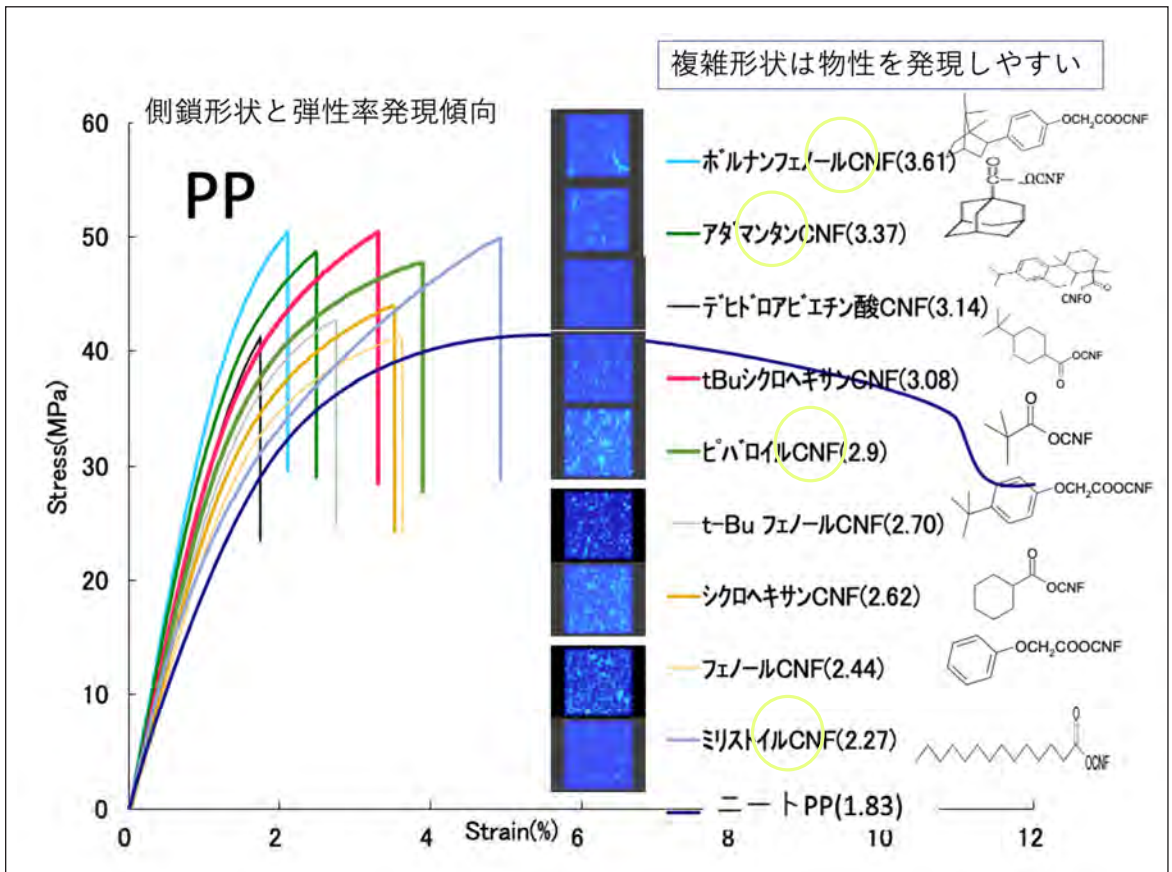 複雑形状は物性を発現しやすい
側鎖形状と弾性率発現傾向
PP
Stress(MPa)
60
50
40
30
20
10
0
0
2
4
6
8
10
12
Strain(%)
ボルナンフェノールCNF(3.61)
アダマンタンCNF(3.37)
デヒドロアビエチン酸CNF(3.14)
tBuシクロヘキサンCNF(3.08)
ピバロイルCNF(2.9)
t-Bu フェノールCNF(2.70)
シクロヘキサンCNF(2.62)
フェノールCNF(2.44)
ミリストイルCNF(2.27)
ニートPP(1.83)
OCH₂COOCNF
O
C
OCNF
CNFO
O
OCNF
O
O
OCNF
OCH₂COOCNF
O
OCNF
OCH₂COOCNF
O
OCNF